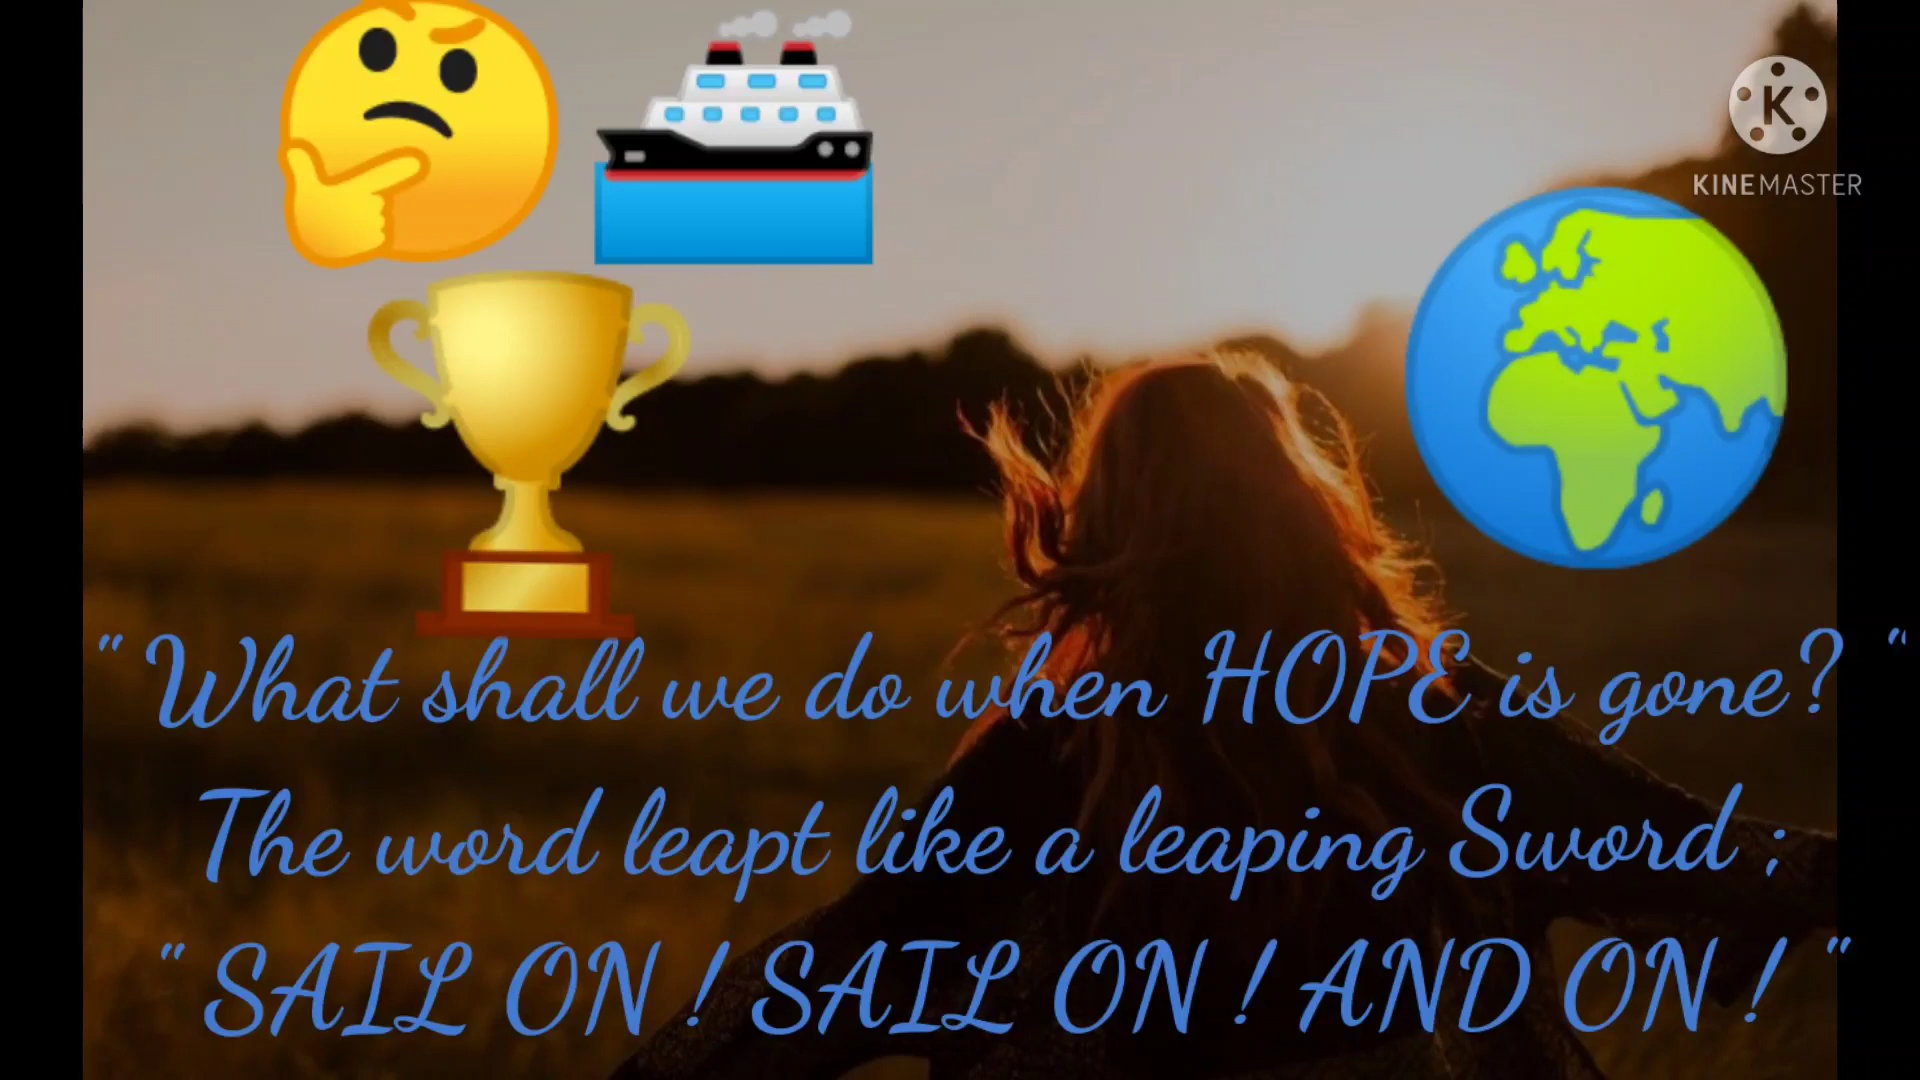 KINEMASTER
" What shall we do when HOPE is gone? "
The word leapt like a leaping Sword ;
" SAIL ON ! SAIL ON ! AND ON ! "